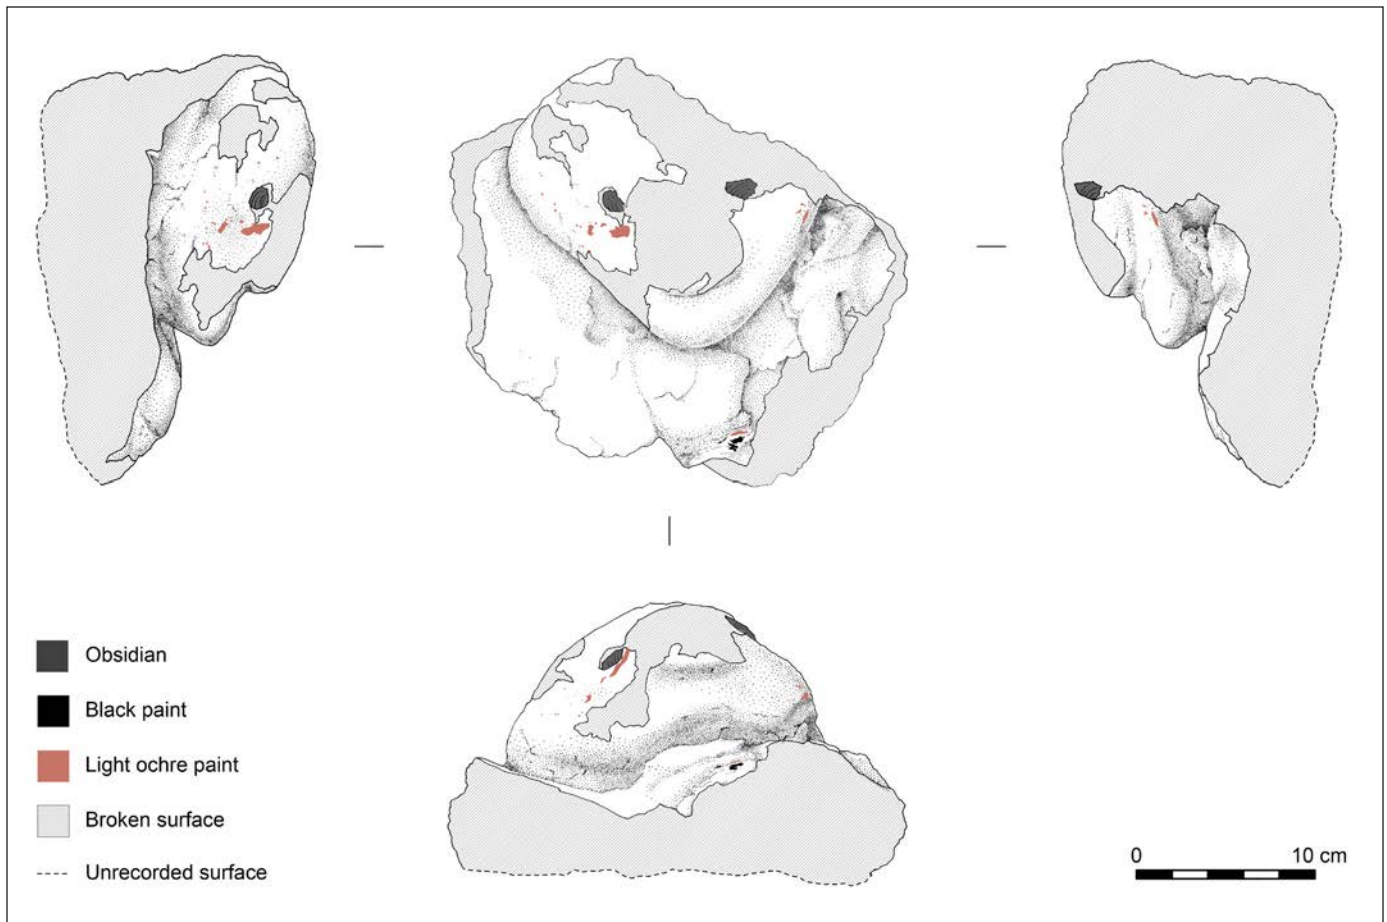 Obsidian
Black paint
Light ochre paint
Broken surface
Unrecorded surface
0 10 cm